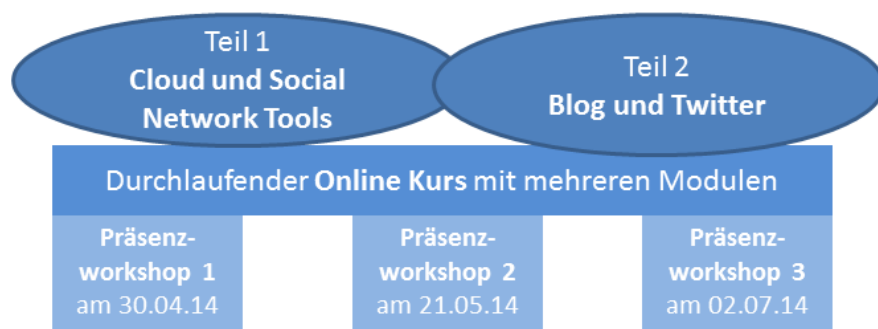 Teil 1
Cloud und Social
Network Tools
Teil 2
Blog und Twitter
Durchlaufender Online Kurs mit mehreren Modulen
Präsenz-
workshop 1
am 30.04.14
Präsenz-
workshop 2
am 21.05.14
Präsenz-
workshop 3
am 02.07.14